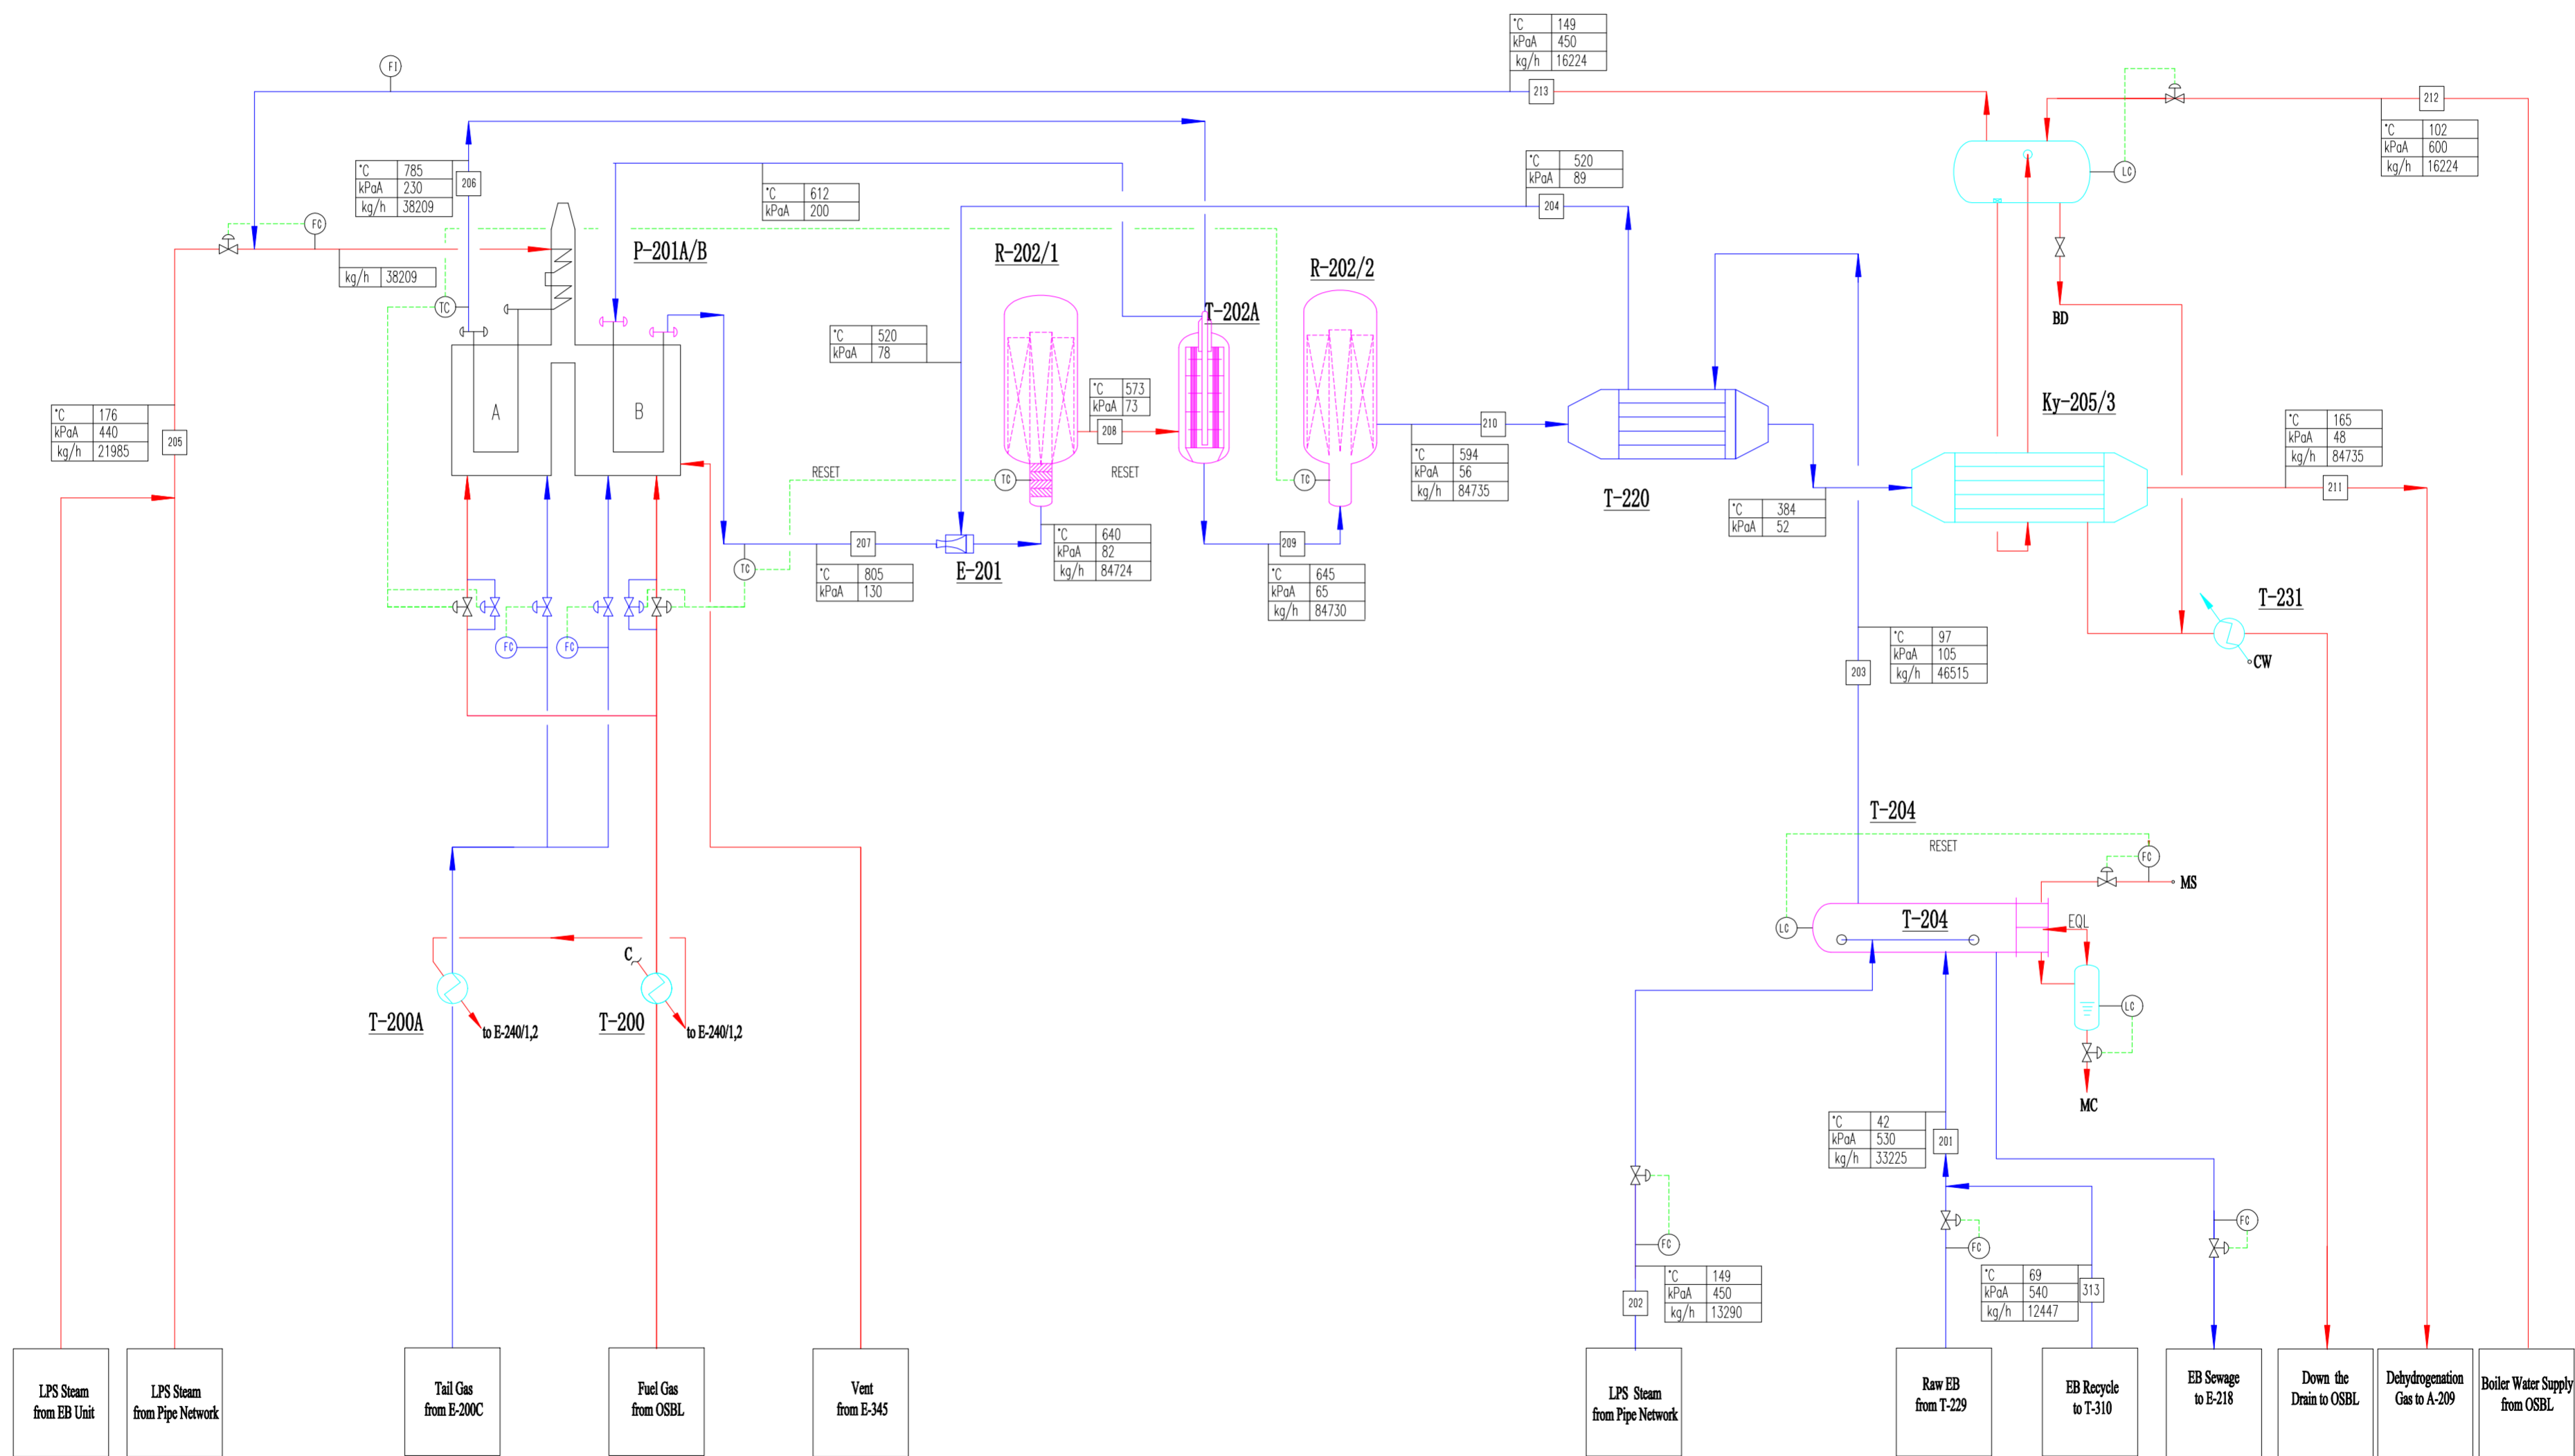 °C 149
kPaA 450
kg/h 16224
FI
213
212
°C 102
kPaA 600
kg/h 16224
LC
°C 785
kPaA 230
kg/h 38209
206
°C 612
kPaA 200
°C 520
kPaA 89
204
FC
kg/h 38209
P-201A/B
R-202/1
R-202/2
T-202A
TC
BD
°C 520
kPaA 78
A
B
°C 573
kPaA 73
208
°C 176
kPaA 440
kg/h 21985
205
Ky-205/3
210
°C 594
kPaA 56
kg/h 84735
°C 165
kPaA 48
kg/h 84735
211
RESET
TC
RESET
TC
T-220
°C 384
kPaA 52
207
E-201
°C 640
kPaA 82
kg/h 84724
209
TC
°C 805
kPaA 130
°C 645
kPaA 65
kg/h 84730
T-231
CW
FC
FC
°C 97
kPaA 105
kg/h 46515
203
T-204
RESET
FC
MS
T-204
EQL
LC
C
T-200A
to E-240/1,2
T-200
to E-240/1,2
LC
MC
°C 42
kPaA 530
kg/h 33225
201
FC
FC
FC
°C 149
kPaA 450
kg/h 13290
202
°C 69
kPaA 540
kg/h 12447
313
LPS Steam
from EB Unit
LPS Steam
from Pipe Network
Tail Gas
from E-200C
Fuel Gas
from OSBL
Vent
from E-345
LPS Steam
from Pipe Network
Raw EB
from T-229
EB Recycle
to T-310
EB Sewage
to E-218
Down the
Drain to OSBL
Dehydrogenation
Gas to A-209
Boiler Water Supply
from OSBL